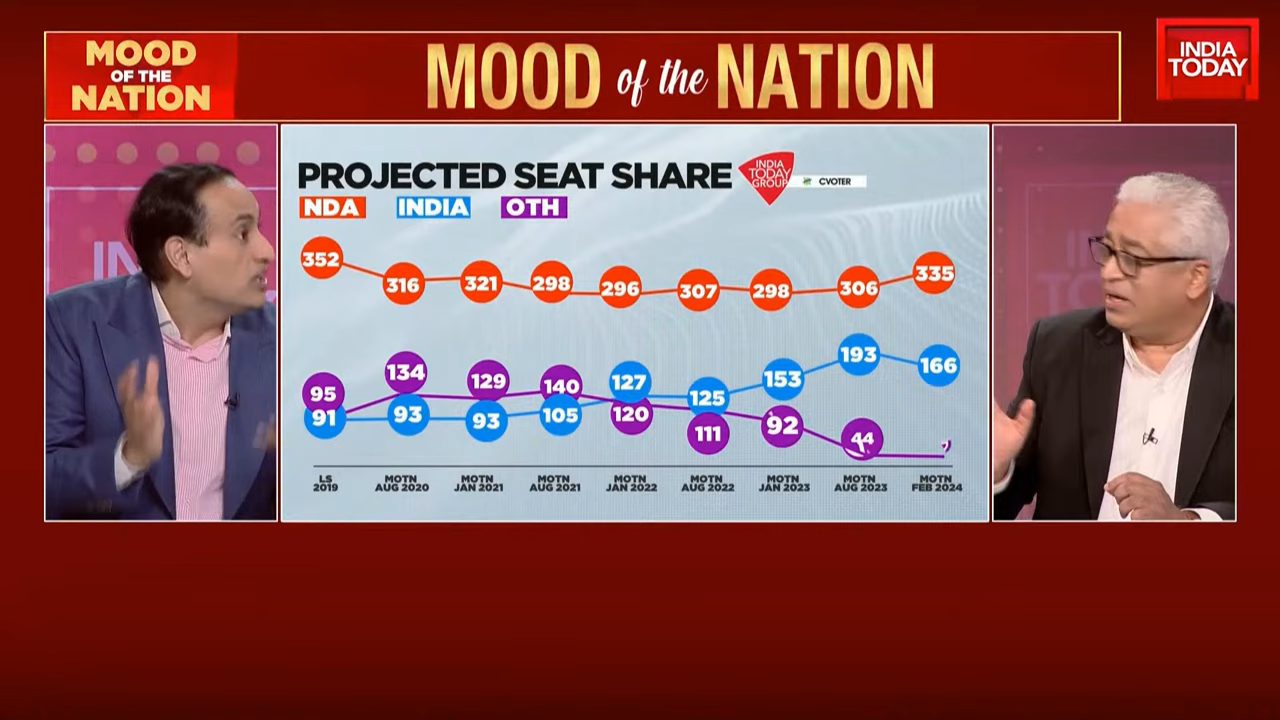 MOOD
OF THE
NATION
MOOD of the NATION
INDIA
TODAY
PROJECTED SEAT SHARE
INDIA
TODAY
GROUP
CVOTER
NDA INDIA OTH
352 316 321 298 296 307 298 306 335
95 134 129 140 120 111 92 44
91 93 93 105 127 125 153 193 166
LS
2019
MOTN
AUG 2020
MOTN
JAN 2021
MOTN
AUG 2021
MOTN
JAN 2022
MOTN
AUG 2022
MOTN
JAN 2023
MOTN
AUG 2023
MOTN
FEB 2024
IN